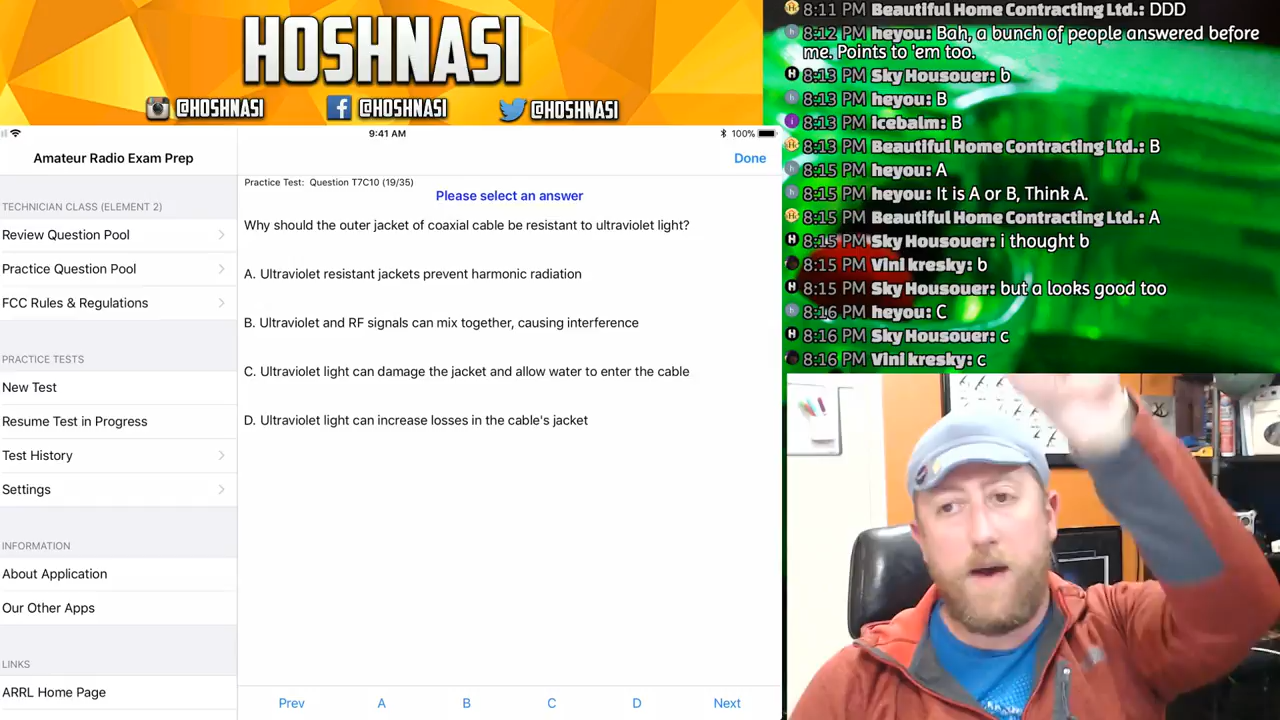 HOSHNASI
@HOSHNASI
@HOSHNASI
@HOSHNASI
9:41 AM
100%
Amateur Radio Exam Prep
Done
TECHNICIAN CLASS (ELEMENT 2)
Review Question Pool
Practice Question Pool
FCC Rules & Regulations
PRACTICE TESTS
New Test
Resume Test in Progress
Test History
Settings
INFORMATION
About Application
Our Other Apps
LINKS
ARRL Home Page
Practice Test: Question T7C10 (19/35)
Please select an answer
Why should the outer jacket of coaxial cable be resistant to ultraviolet light?
A. Ultraviolet resistant jackets prevent harmonic radiation
B. Ultraviolet and RF signals can mix together, causing interference
C. Ultraviolet light can damage the jacket and allow water to enter the cable
D. Ultraviolet light can increase losses in the cable's jacket
Prev A B C D Next
8:11 PM Beautiful Home Contracting Ltd.: DDD
8:12 PM heyou: Bah, a bunch of people answered before
me. Points to 'em too.
8:13 PM Sky Housouer: b
8:13 PM heyou: B
8:13 PM icebalm: B
8:13 PM Beautiful Home Contracting Ltd.: B
8:15 PM heyou: A
8:15 PM heyou: It is A or B, Think A.
8:15 PM Beautiful Home Contracting Ltd.: A
8:15 PM Sky Housouer: i thought b
8:15 PM Vini kresky: b
8:15 PM Sky Housouer: but a looks good too
8:16 PM heyou: C
8:16 PM Sky Housouer: c
8:16 PM Vini kresky: c